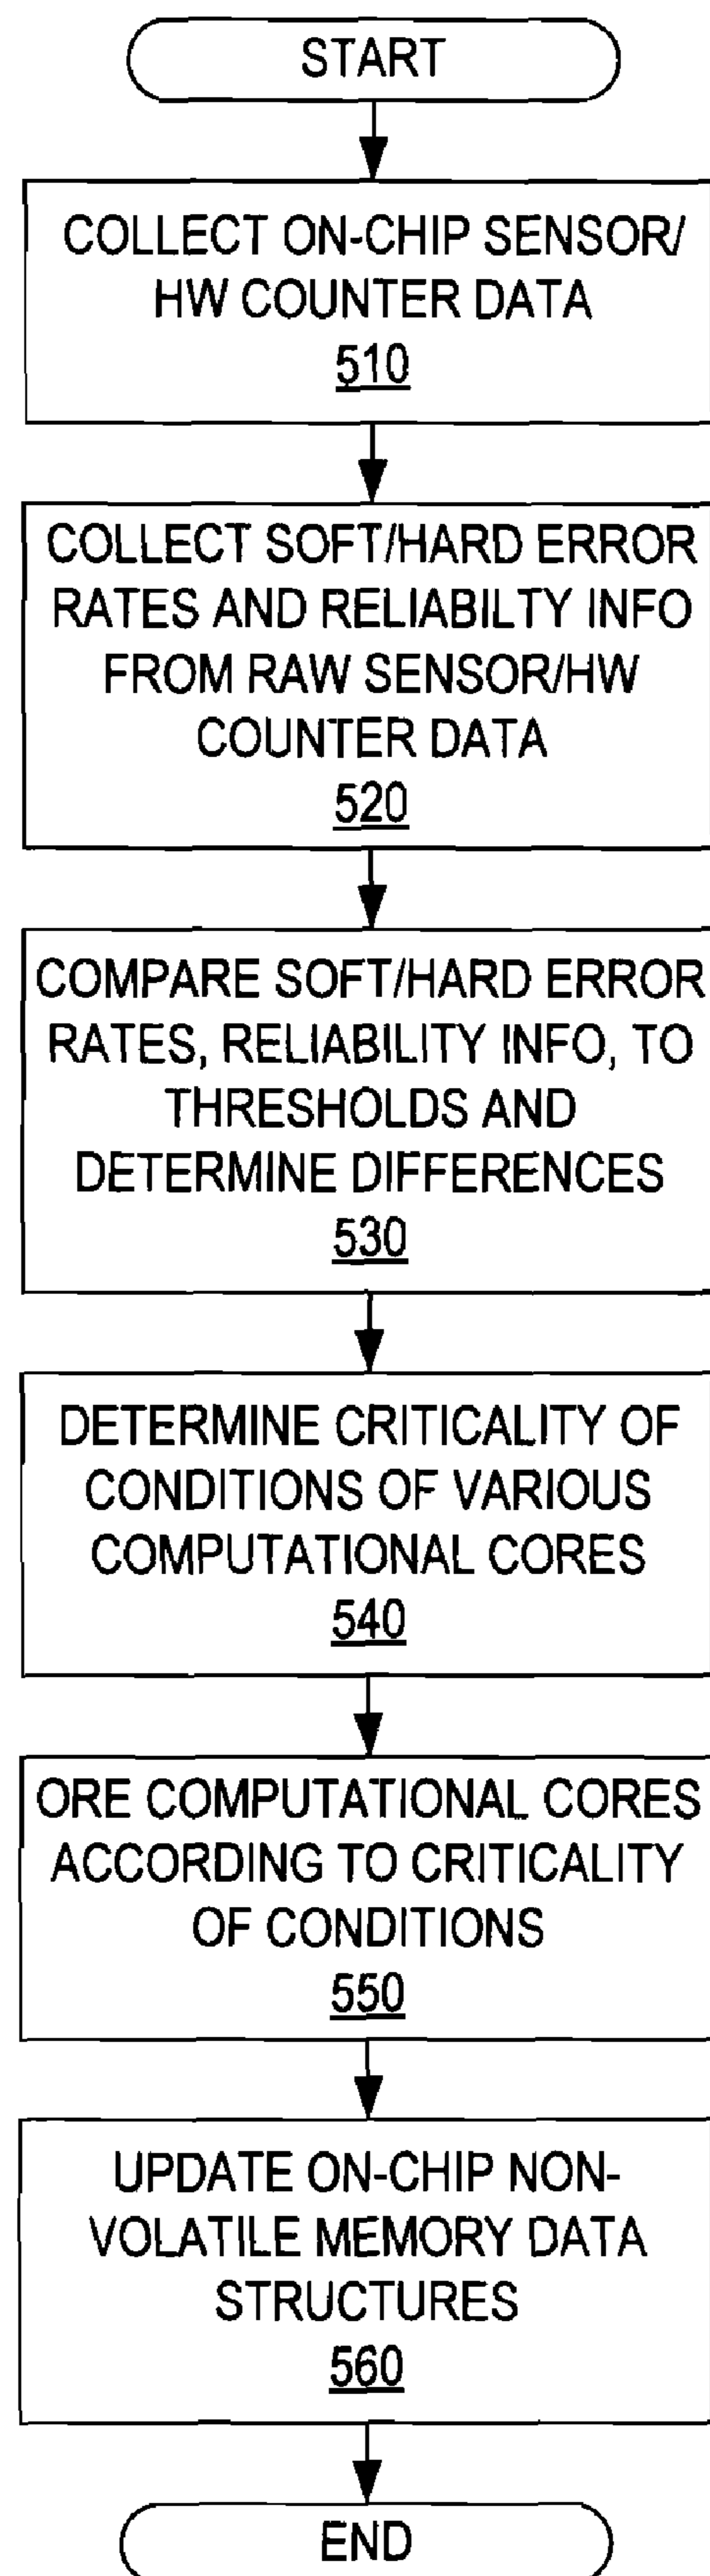 START
COLLECT ON-CHIP SENSOR/
HW COUNTER DATA
510
COLLECT SOFT/HARD ERROR
RATES AND RELIABILTY INFO
FROM RAW SENSOR/HW
COUNTER DATA
520
COMPARE SOFT/HARD ERROR
RATES, RELIABILITY INFO, TO
THRESHOLDS AND
DETERMINE DIFFERENCES
530
DETERMINE CRITICALITY OF
CONDITIONS OF VARIOUS
COMPUTATIONAL CORES
540
ORE COMPUTATIONAL CORES
ACCORDING TO CRITICALITY
OF CONDITIONS
550
UPDATE ON-CHIP NON-
VOLATILE MEMORY DATA
STRUCTURES
560
END